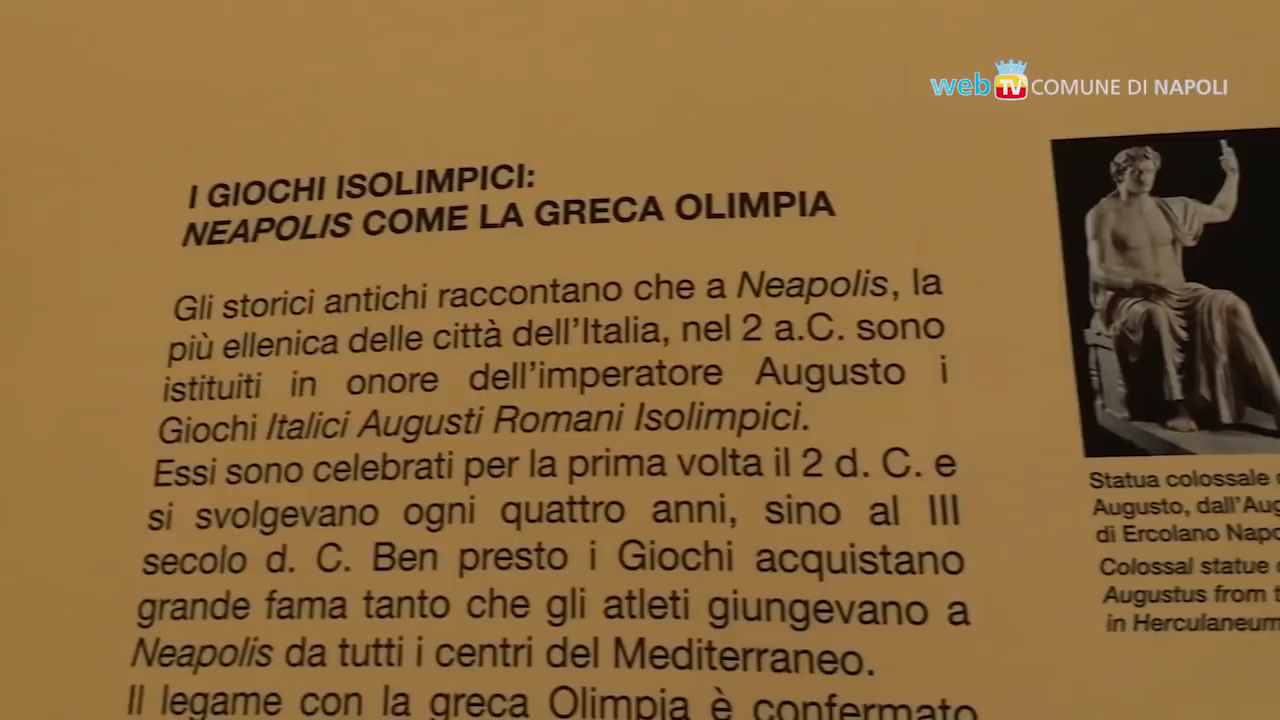 web TV COMUNE DI NAPOLI
I GIOCHI ISOLIMPICI:
NEAPOLIS COME LA GRECA OLIMPIA
Gli storici antichi raccontano che a Neapolis, la
più ellenica delle città dell'Italia, nel 2 a.C. sono
istituiti in onore dell'imperatore Augusto i
Giochi Italici Augusti Romani Isolimpici.
Essi sono celebrati per la prima volta il 2 d. C. e
si svolgevano ogni quattro anni, sino al III
secolo d. C. Ben presto i Giochi acquistano
grande fama tanto che gli atleti giungevano a
Neapolis da tutti i centri del Mediterraneo.
Il legame con la greca Olimpia è confermato
Statua colossale
Augusto, dall'Aug
di Ercolano Napo
Colossal statue
Augustus from
in Herculaneum